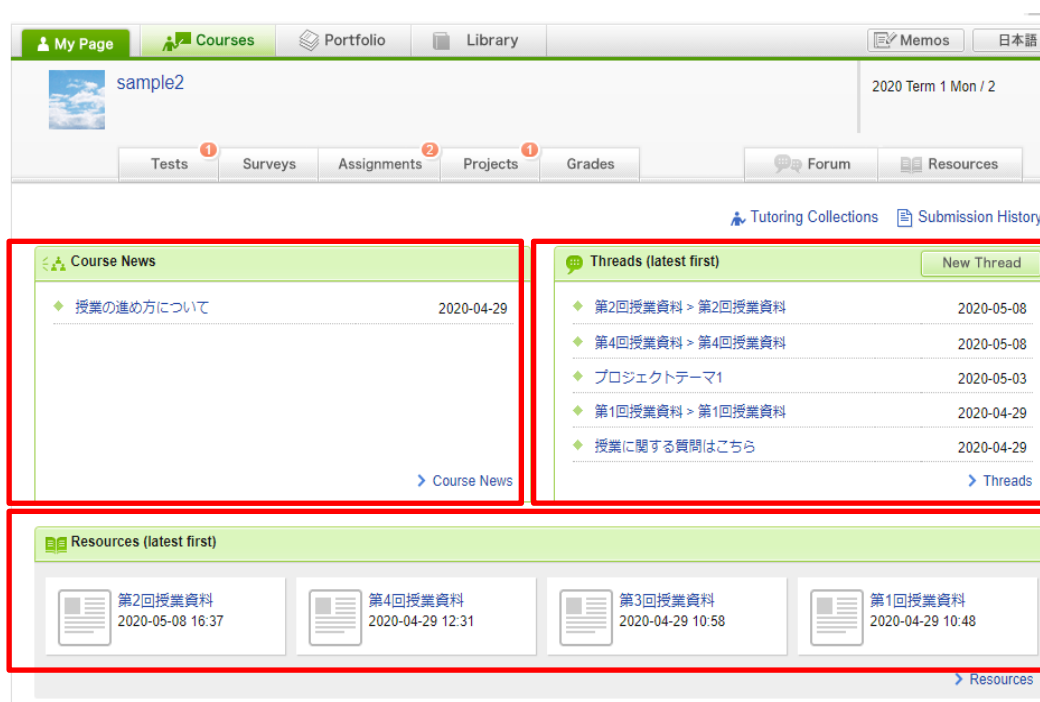 My Page Courses Portfolio Library Memos 日本語
sample2
2020 Term 1 Mon / 2
Tests 1 Surveys Assignments 2 Projects 1 Grades Forum Resources
Tutoring Collections Submission History
Course News
授業の進め方について 2020-04-29
Course News
Threads (latest first) New Thread
第2回授業資料 > 第2回授業資料 2020-05-08
第4回授業資料 > 第4回授業資料 2020-05-08
プロジェクトテーマ1 2020-05-03
第1回授業資料 > 第1回授業資料 2020-04-29
授業に関する質問はこちら 2020-04-29
Threads
Resources (latest first)
第2回授業資料
2020-05-08 16:37
第4回授業資料
2020-04-29 12:31
第3回授業資料
2020-04-29 10:58
第1回授業資料
2020-04-29 10:48
Resources